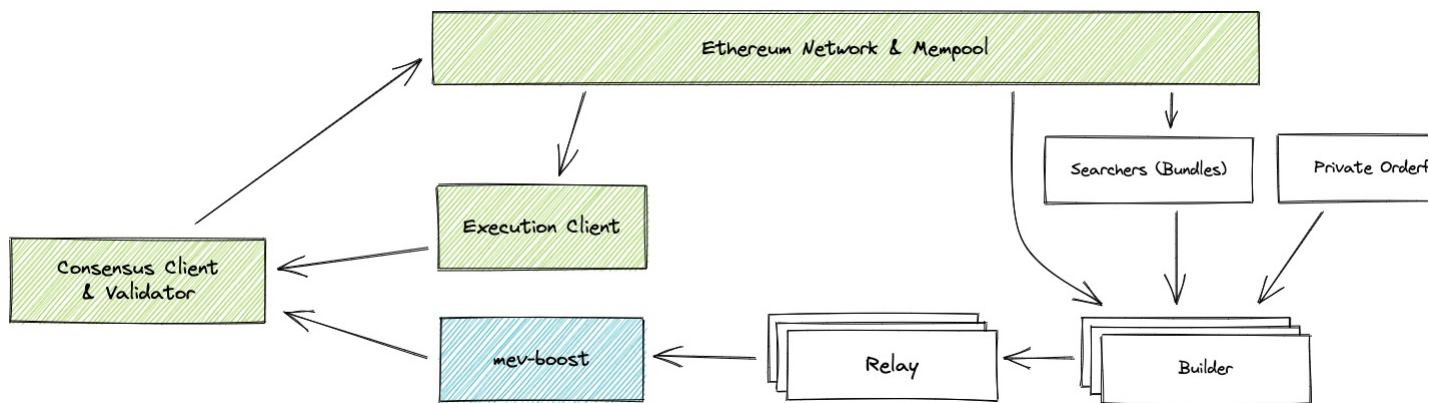 Ethereum Network & Mempool
Searchers (Bundles)
Private Orderf
Execution Client
Consensus Client
& Validator
mev-boost
Relay
Builder